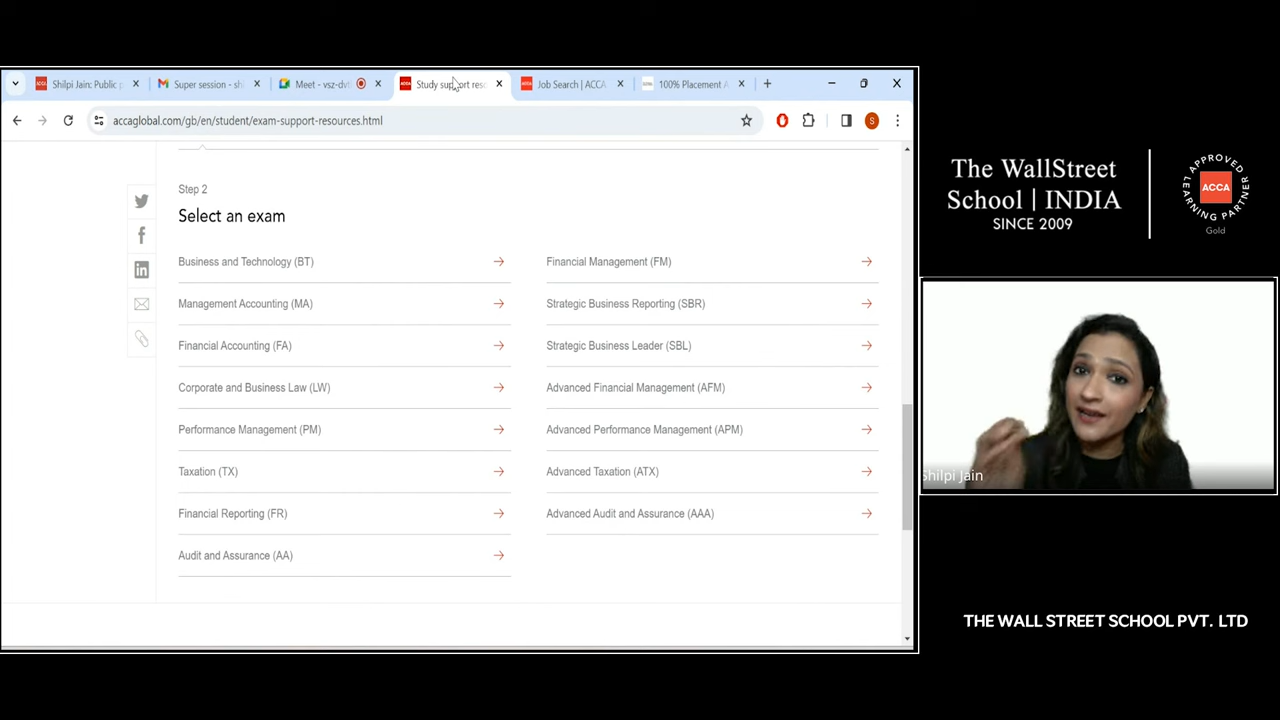 Shilpi Jain: Public p
Super session - shi
Meet - vsz-dvt
Study support reso
Job Search | ACCA
100% Placement A
accaglobal.com/gb/en/student/exam-support-resources.html
S
Step 2
Select an exam
Business and Technology (BT)
Management Accounting (MA)
Financial Accounting (FA)
Corporate and Business Law (LW)
Performance Management (PM)
Taxation (TX)
Financial Reporting (FR)
Audit and Assurance (AA)
Financial Management (FM)
Strategic Business Reporting (SBR)
Strategic Business Leader (SBL)
Advanced Financial Management (AFM)
Advanced Performance Management (APM)
Advanced Taxation (ATX)
Advanced Audit and Assurance (AAA)
The WallStreet
School | INDIA
SINCE 2009
APPROVED
ACCA
LEARNING PARTNER
Gold
Shilpi Jain
THE WALL STREET SCHOOL PVT. LTD